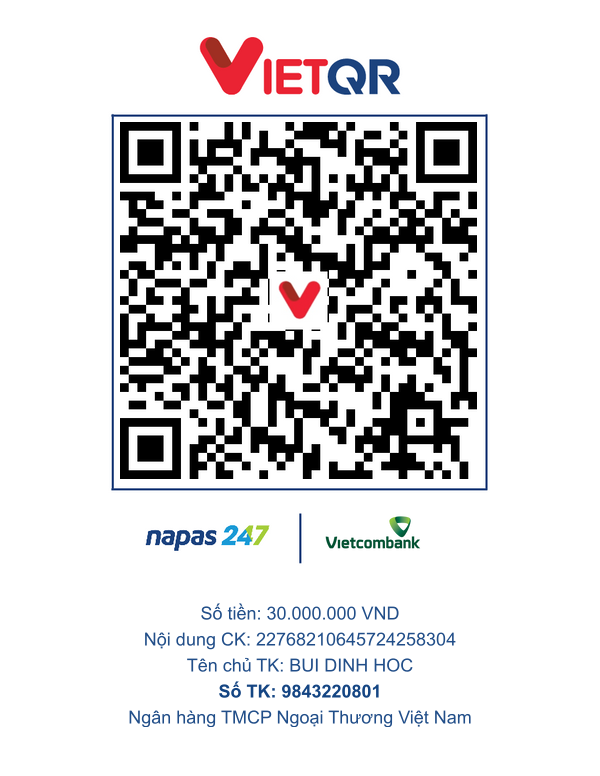 VIETQR
napas 247
Vietcombank
Số tiền: 30.000.000 VND
Nội dung CK: 22768210645724258304
Tên chủ TK: BUI DINH HOC
Số TK: 9843220801
Ngân hàng TMCP Ngoại Thương Việt Nam